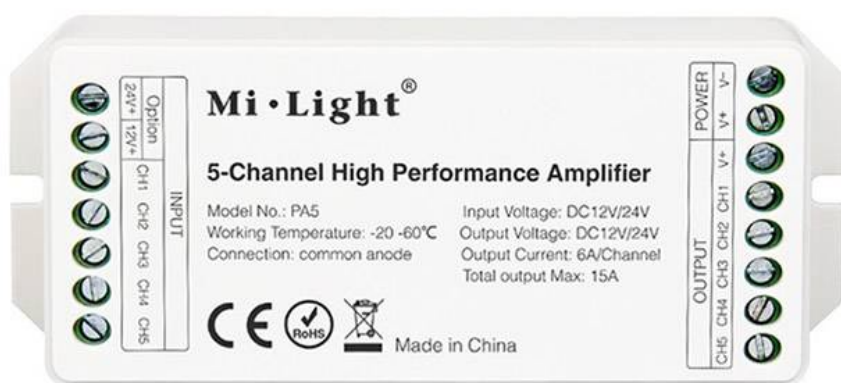 Mi·Light®
5-Channel High Performance Amplifier
Model No.: PA5
Working Temperature: -20 -60℃
Connection: common anode
Input Voltage: DC12V/24V
Output Voltage: DC12V/24V
Output Current: 6A/Channel
Total output Max: 15A
CE
RoHS
Made in China
INPUT
Option
24V+
12V+
CH1
CH2
CH3
CH4
CH5
POWER
V-
V+
OUTPUT
V+
CH1
CH2
CH3
CH4
CH5